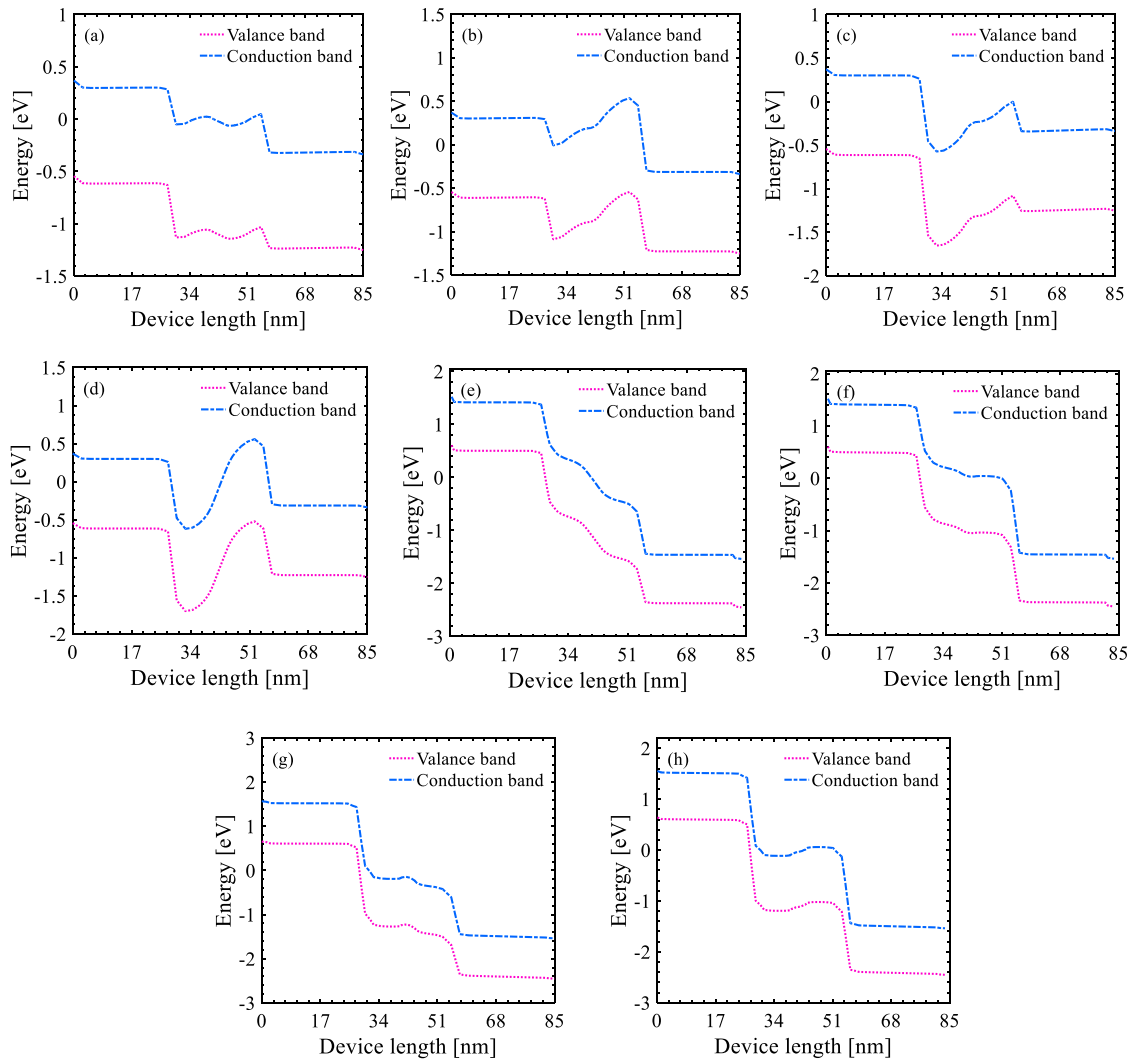 (a)
Valance band
Conduction band
Energy [eV]
1
0.5
0
-0.5
-1
-1.5
0 17 34 51 68 85
Device length [nm]
(b)
Valance band
Conduction band
Energy [eV]
1.5
1
0.5
0
-0.5
-1
-1.5
0 17 34 51 68 85
Device length [nm]
(c)
Valance band
Conduction band
Energy [eV]
1
0.5
0
-0.5
-1
-1.5
-2
0 17 34 51 68 85
Device length [nm]
(d)
Valance band
Conduction band
Energy [eV]
1.5
1
0.5
0
-0.5
-1
-1.5
-2
0 17 34 51 68 85
Device length [nm]
(e)
Valance band
Conduction band
Energy [eV]
2
1
0
-1
-2
-3
0 17 34 51 68 85
Device length [nm]
(f)
Valance band
Conduction band
Energy [eV]
2
1
0
-1
-2
-3
0 17 34 51 68 85
Device length [nm]
(g)
Valance band
Conduction band
Energy [eV]
3
2
1
0
-1
-2
-3
0 17 34 51 68 85
Device length [nm]
(h)
Valance band
Conduction band
Energy [eV]
2
1
0
-1
-2
-3
0 17 34 51 68 85
Device length [nm]